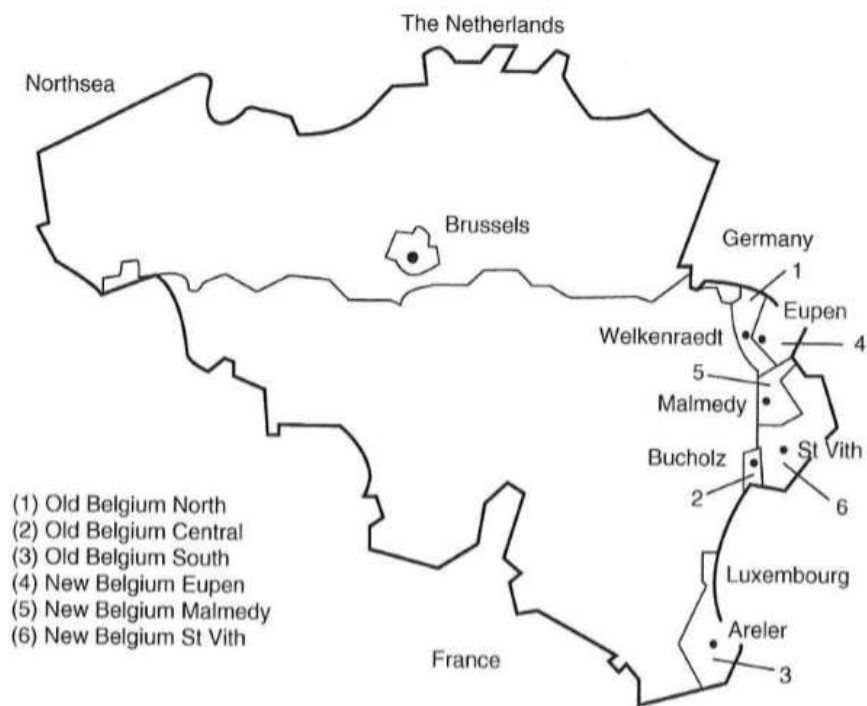 The Netherlands
Northsea
Brussels
Germany
1
Eupen
Welkenraedt
4
5
Malmedy
Bucholz
St Vith
2
6
(1) Old Belgium North
(2) Old Belgium Central
(3) Old Belgium South
(4) New Belgium Eupen
(5) New Belgium Malmedy
(6) New Belgium St Vith
Luxembourg
Areler
France
3